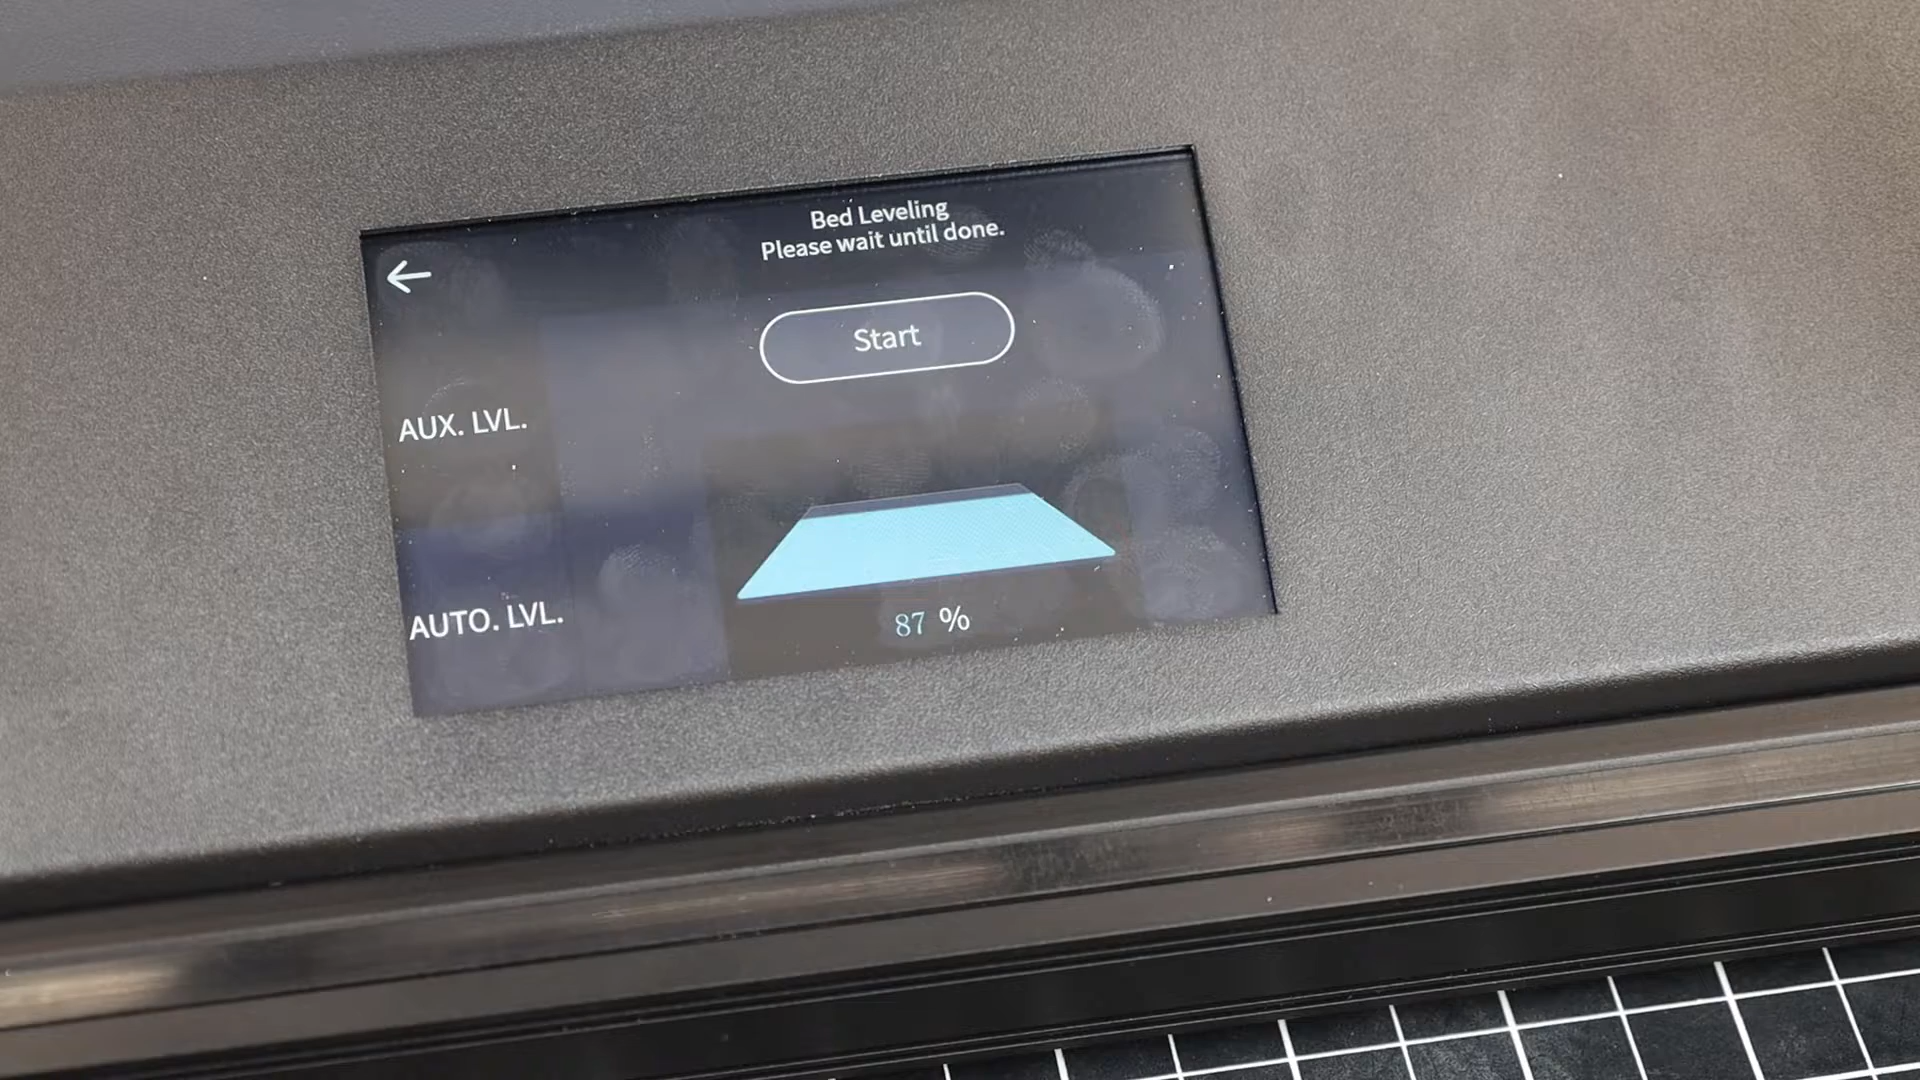 Bed Leveling
Please wait until done.
Start
AUX. LVL.
AUTO. LVL.
87 %